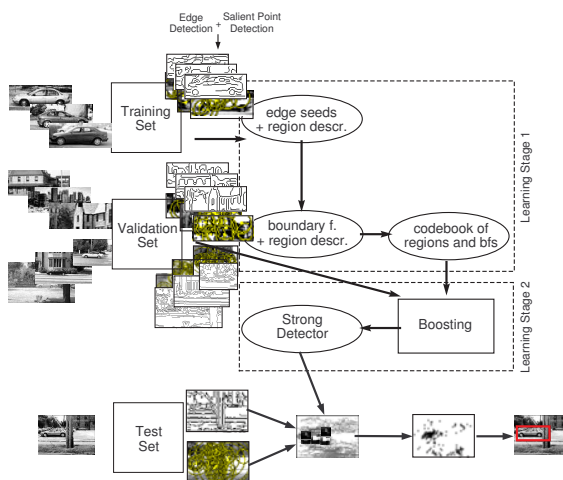 Edge
Detection
+
Salient Point
Detection
Training
Set
edge seeds
+ region descr.
Learning Stage 1
Validation
Set
boundary f.
+ region descr.
codebook of
regions and bfs
Learning Stage 2
Strong
Detector
Boosting
Test
Set